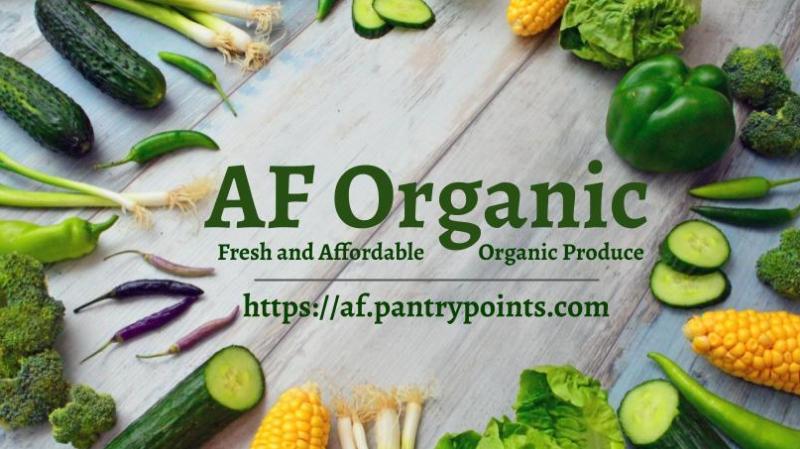 AF Organic
Fresh and Affordable Organic Produce
https://af.pantrypoints.com